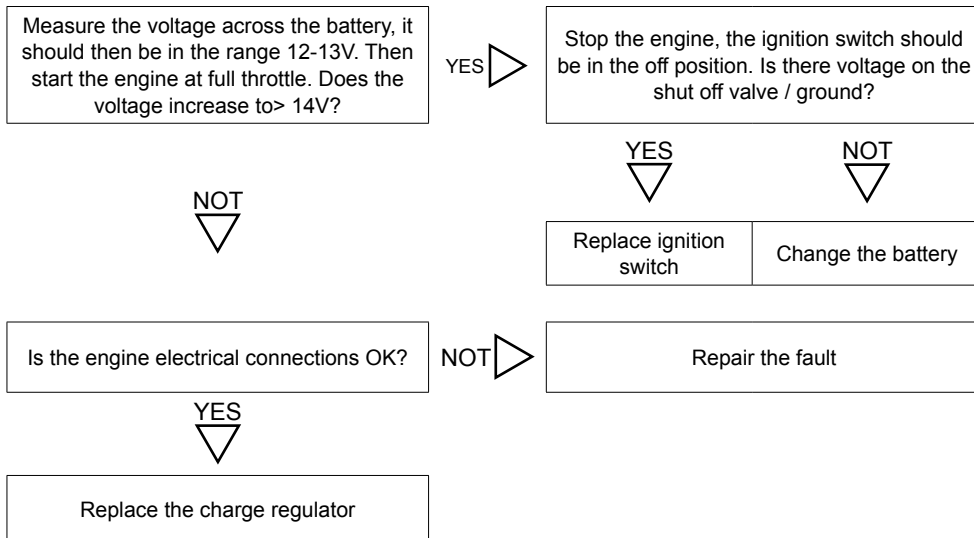 Measure the voltage across the battery, it
should then be in the range 12-13V. Then
start the engine at full throttle. Does the
voltage increase to> 14V?
YES
Stop the engine, the ignition switch should
be in the off position. Is there voltage on the
shut off valve / ground?
YES
NOT
NOT
Replace ignition
switch
Change the battery
Is the engine electrical connections OK?
NOT
Repair the fault
YES
Replace the charge regulator